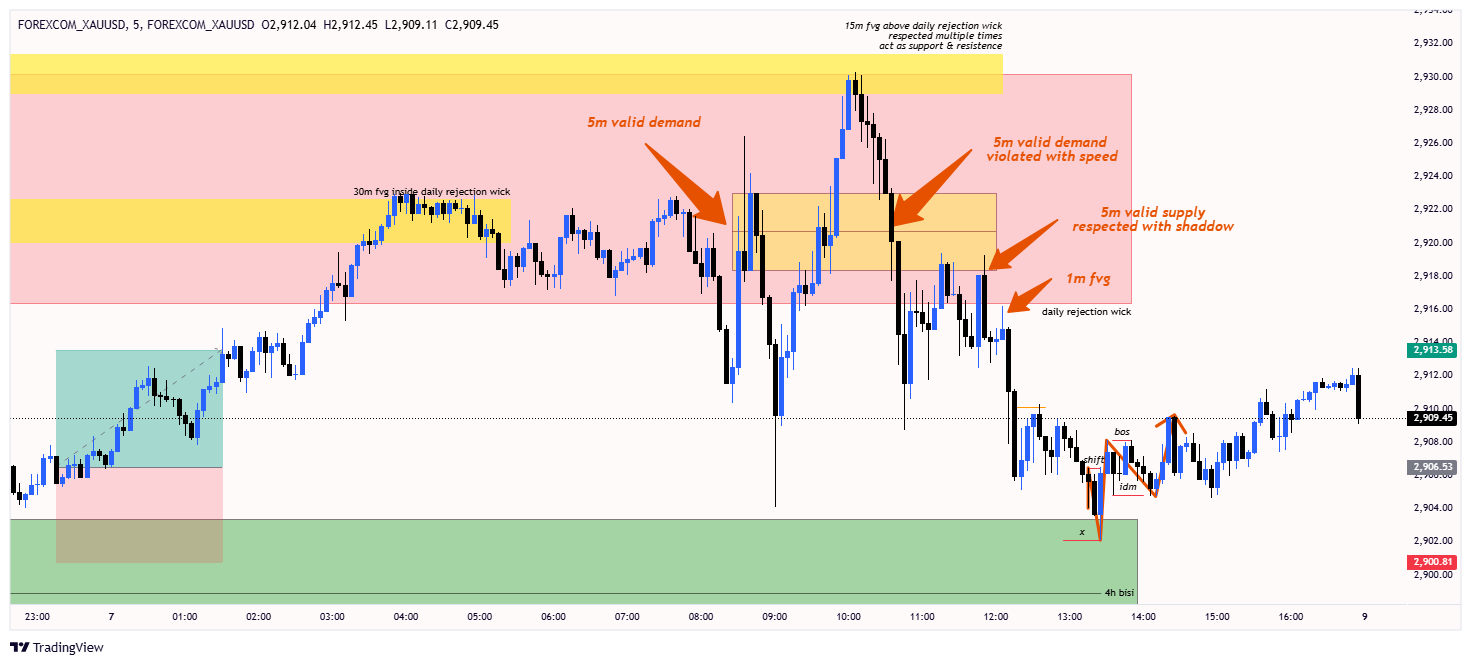 FOREXCOM_XAUUSD, 5, FOREXCOM_XAUUSD O2,912.04 H2,912.45 L2,909.11 C2,909.45
15m fvg above daily rejection wick
respected multiple times
act as support & resistence
5m valid demand
5m valid demand
violated with speed
30m fvg inside daily rejection wick
5m valid supply
respected with shaddow
1m fvg
daily rejection wick
bos
shift
idm
x
4h bisi
2,934.00
2,932.00
2,930.00
2,928.00
2,926.00
2,924.00
2,922.00
2,920.00
2,918.00
2,916.00
2,914.00
2,913.58
2,912.00
2,910.00
2,909.45
2,908.00
2,906.53
2,906.00
2,904.00
2,902.00
2,900.81
2,900.00
23:00 7 01:00 02:00 03:00 04:00 05:00 06:00 07:00 08:00 09:00 10:00 11:00 12:00 13:00 14:00 15:00 16:00 9
TradingView